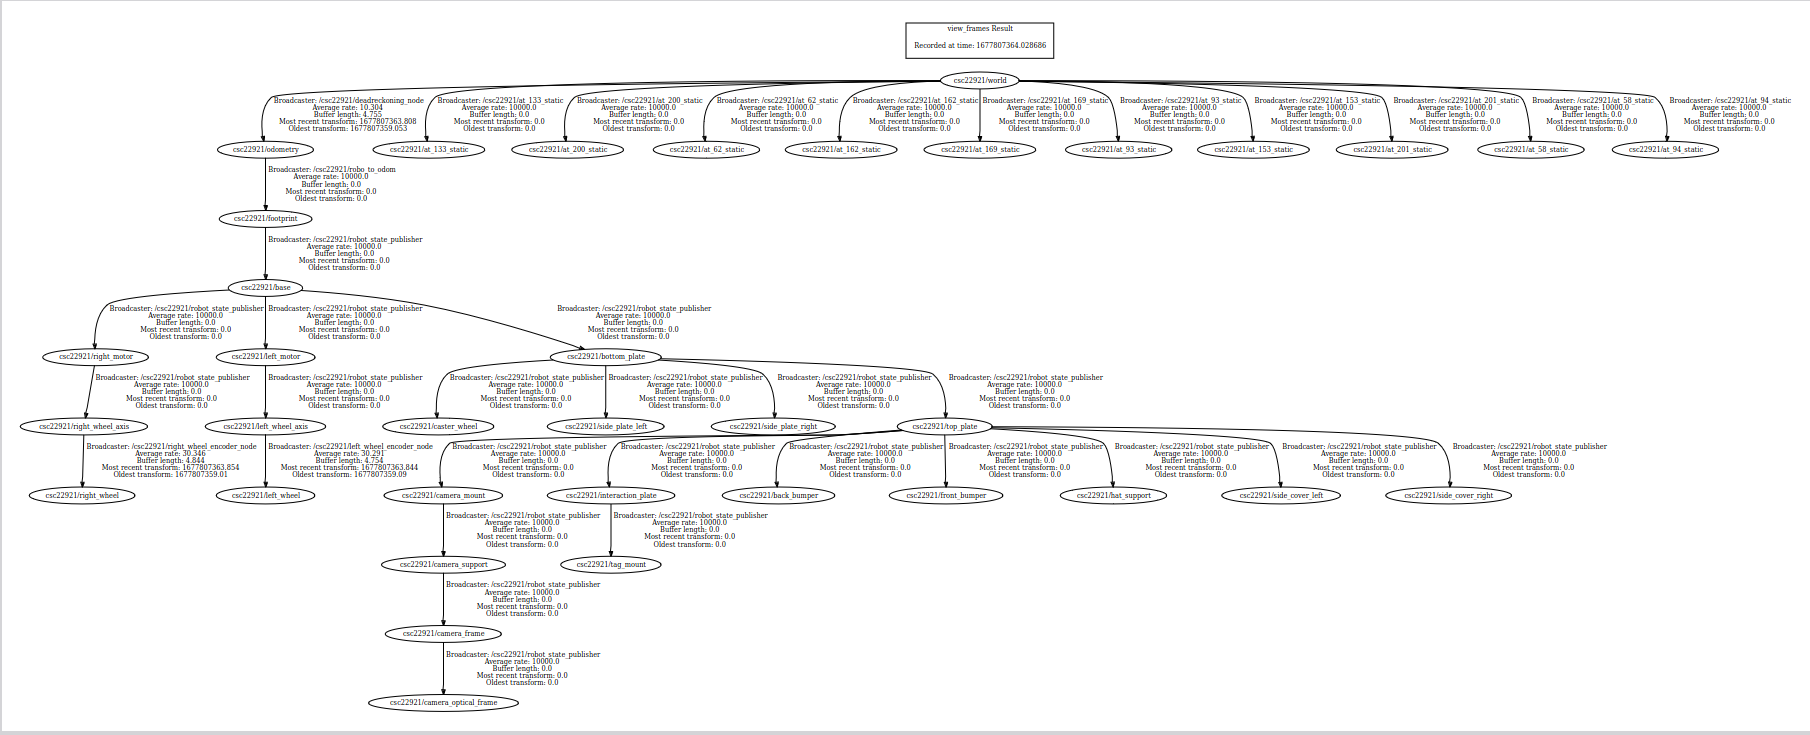 view_frames Result
Recorded at time: 1677807364.028686
csc22921/world
Broadcaster: /csc22921/deadreckoning_node
Average rate: 10.304
Buffer length: 4.755
Most recent transform: 1677807363.808
Oldest transform: 1677807359.053
Broadcaster: /csc22921/at_133_static
Average rate: 10000.0
Buffer length: 0.0
Most recent transform: 0.0
Oldest transform: 0.0
Broadcaster: /csc22921/at_200_static
Average rate: 10000.0
Buffer length: 0.0
Most recent transform: 0.0
Oldest transform: 0.0
Broadcaster: /csc22921/at_62_static
Average rate: 10000.0
Buffer length: 0.0
Most recent transform: 0.0
Oldest transform: 0.0
Broadcaster: /csc22921/at_162_static
Average rate: 10000.0
Buffer length: 0.0
Most recent transform: 0.0
Oldest transform: 0.0
Broadcaster: /csc22921/at_169_static
Average rate: 10000.0
Buffer length: 0.0
Most recent transform: 0.0
Oldest transform: 0.0
Broadcaster: /csc22921/at_93_static
Average rate: 10000.0
Buffer length: 0.0
Most recent transform: 0.0
Oldest transform: 0.0
Broadcaster: /csc22921/at_153_static
Average rate: 10000.0
Buffer length: 0.0
Most recent transform: 0.0
Oldest transform: 0.0
Broadcaster: /csc22921/at_201_static
Average rate: 10000.0
Buffer length: 0.0
Most recent transform: 0.0
Oldest transform: 0.0
Broadcaster: /csc22921/at_58_static
Average rate: 10000.0
Buffer length: 0.0
Most recent transform: 0.0
Oldest transform: 0.0
Broadcaster: /csc22921/at_94_static
Average rate: 10000.0
Buffer length: 0.0
Most recent transform: 0.0
Oldest transform: 0.0
csc22921/odometry
csc22921/at_133_static
csc22921/at_200_static
csc22921/at_62_static
csc22921/at_162_static
csc22921/at_169_static
csc22921/at_93_static
csc22921/at_153_static
csc22921/at_201_static
csc22921/at_58_static
csc22921/at_94_static
Broadcaster: /csc22921/robo_to_odom
Average rate: 10000.0
Buffer length: 0.0
Most recent transform: 0.0
Oldest transform: 0.0
csc22921/footprint
Broadcaster: /csc22921/robot_state_publisher
Average rate: 10000.0
Buffer length: 0.0
Most recent transform: 0.0
Oldest transform: 0.0
csc22921/base
Broadcaster: /csc22921/robot_state_publisher
Average rate: 10000.0
Buffer length: 0.0
Most recent transform: 0.0
Oldest transform: 0.0
Broadcaster: /csc22921/robot_state_publisher
Average rate: 10000.0
Buffer length: 0.0
Most recent transform: 0.0
Oldest transform: 0.0
Broadcaster: /csc22921/robot_state_publisher
Average rate: 10000.0
Buffer length: 0.0
Most recent transform: 0.0
Oldest transform: 0.0
csc22921/right_motor
csc22921/left_motor
csc22921/bottom_plate
Broadcaster: /csc22921/robot_state_publisher
Average rate: 10000.0
Buffer length: 0.0
Most recent transform: 0.0
Oldest transform: 0.0
Broadcaster: /csc22921/robot_state_publisher
Average rate: 10000.0
Buffer length: 0.0
Most recent transform: 0.0
Oldest transform: 0.0
Broadcaster: /csc22921/robot_state_publisher
Average rate: 10000.0
Buffer length: 0.0
Most recent transform: 0.0
Oldest transform: 0.0
Broadcaster: /csc22921/robot_state_publisher
Average rate: 10000.0
Buffer length: 0.0
Most recent transform: 0.0
Oldest transform: 0.0
Broadcaster: /csc22921/robot_state_publisher
Average rate: 10000.0
Buffer length: 0.0
Most recent transform: 0.0
Oldest transform: 0.0
Broadcaster: /csc22921/robot_state_publisher
Average rate: 10000.0
Buffer length: 0.0
Most recent transform: 0.0
Oldest transform: 0.0
csc22921/right_wheel_axis
csc22921/left_wheel_axis
csc22921/caster_wheel
csc22921/side_plate_left
csc22921/side_plate_right
csc22921/top_plate
Broadcaster: /csc22921/right_wheel_encoder_node
Average rate: 30.346
Buffer length: 4.844
Most recent transform: 1677807363.854
Oldest transform: 1677807359.01
Broadcaster: /csc22921/left_wheel_encoder_node
Average rate: 30.291
Buffer length: 4.754
Most recent transform: 1677807363.844
Oldest transform: 1677807359.09
Broadcaster: /csc22921/robot_state_publisher
Average rate: 10000.0
Buffer length: 0.0
Most recent transform: 0.0
Oldest transform: 0.0
Broadcaster: /csc22921/robot_state_publisher
Average rate: 10000.0
Buffer length: 0.0
Most recent transform: 0.0
Oldest transform: 0.0
Broadcaster: /csc22921/robot_state_publisher
Average rate: 10000.0
Buffer length: 0.0
Most recent transform: 0.0
Oldest transform: 0.0
Broadcaster: /csc22921/robot_state_publisher
Average rate: 10000.0
Buffer length: 0.0
Most recent transform: 0.0
Oldest transform: 0.0
Broadcaster: /csc22921/robot_state_publisher
Average rate: 10000.0
Buffer length: 0.0
Most recent transform: 0.0
Oldest transform: 0.0
Broadcaster: /csc22921/robot_state_publisher
Average rate: 10000.0
Buffer length: 0.0
Most recent transform: 0.0
Oldest transform: 0.0
Broadcaster: /csc22921/robot_state_publisher
Average rate: 10000.0
Buffer length: 0.0
Most recent transform: 0.0
Oldest transform: 0.0
csc22921/right_wheel
csc22921/left_wheel
csc22921/camera_mount
csc22921/interaction_plate
csc22921/back_bumper
csc22921/front_bumper
csc22921/hat_support
csc22921/side_cover_left
csc22921/side_cover_right
Broadcaster: /csc22921/robot_state_publisher
Average rate: 10000.0
Buffer length: 0.0
Most recent transform: 0.0
Oldest transform: 0.0
Broadcaster: /csc22921/robot_state_publisher
Average rate: 10000.0
Buffer length: 0.0
Most recent transform: 0.0
Oldest transform: 0.0
csc22921/camera_support
csc22921/tag_mount
Broadcaster: /csc22921/robot_state_publisher
Average rate: 10000.0
Buffer length: 0.0
Most recent transform: 0.0
Oldest transform: 0.0
csc22921/camera_frame
Broadcaster: /csc22921/robot_state_publisher
Average rate: 10000.0
Buffer length: 0.0
Most recent transform: 0.0
Oldest transform: 0.0
csc22921/camera_optical_frame